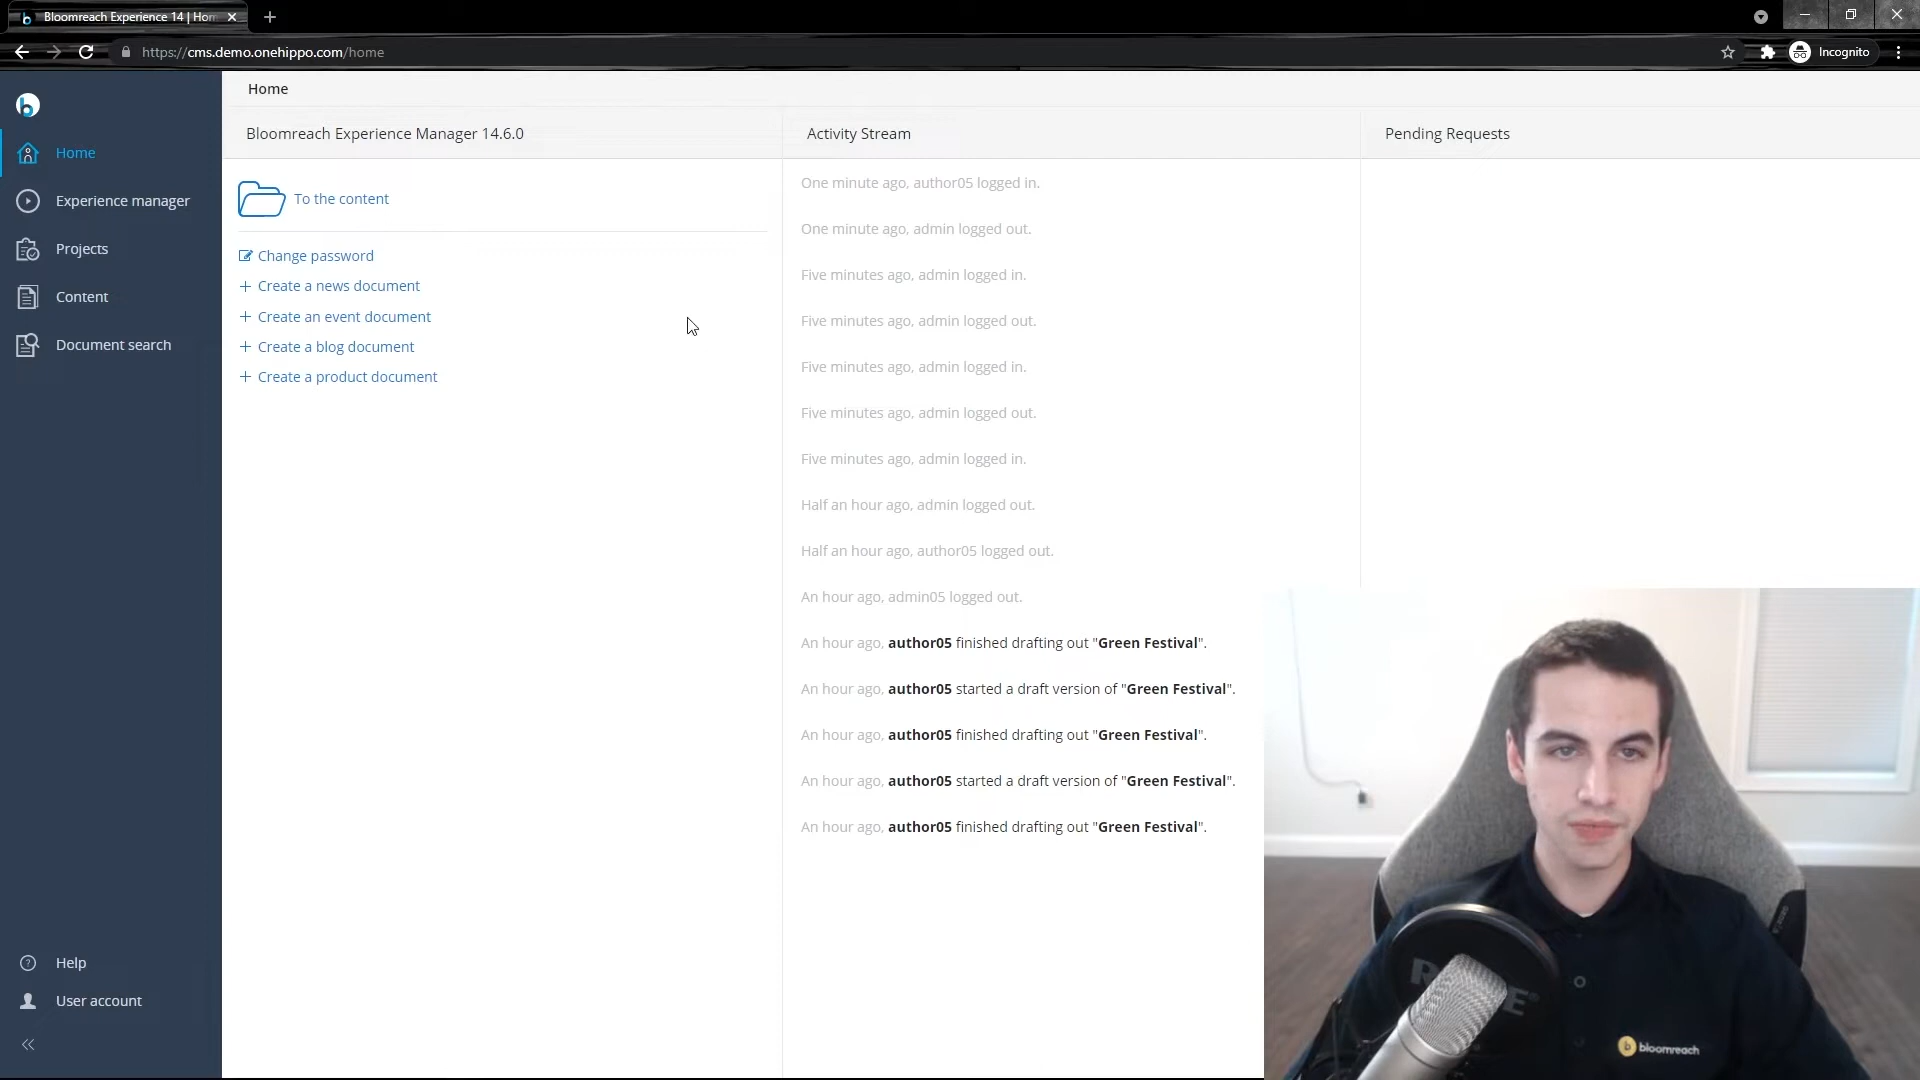 Bloomreach Experience 14 | Hon
https://cms.demo.onehippo.com/home
Incognito
Home
Experience manager
Projects
Content
Document search
Help
User account
Home
Bloomreach Experience Manager 14.6.0
To the content
Change password
+ Create a news document
+ Create an event document
+ Create a blog document
+ Create a product document
Activity Stream
One minute ago, author05 logged in.
One minute ago, admin logged out.
Five minutes ago, admin logged in.
Five minutes ago, admin logged out.
Five minutes ago, admin logged in.
Five minutes ago, admin logged out.
Five minutes ago, admin logged in.
Half an hour ago, admin logged out.
Half an hour ago, author05 logged out.
An hour ago, admin05 logged out.
An hour ago, author05 finished drafting out "Green Festival".
An hour ago, author05 started a draft version of "Green Festival".
An hour ago, author05 finished drafting out "Green Festival".
An hour ago, author05 started a draft version of "Green Festival".
An hour ago, author05 finished drafting out "Green Festival".
Pending Requests
bloomreach